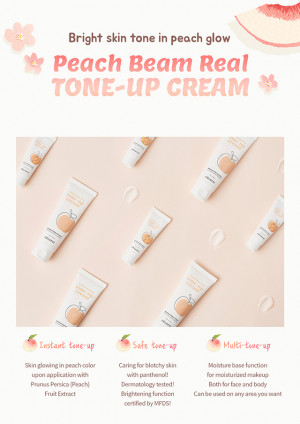 Bright skin tone in peach glow
Peach Beam Real
TONE-UP CREAM
Instant tone-up
Safe tone-up
Multi-tone-up
Skin glowing in peach color
upon application with
Prunus Persica (Peach)
Fruit Extract
Caring for blotchy skin
with panthenol!
Dermatology tested!
Brightening function
certified by MFDS!
Moisture base function
for moisturized makeup
Both for face and body
Can be used on any area you want